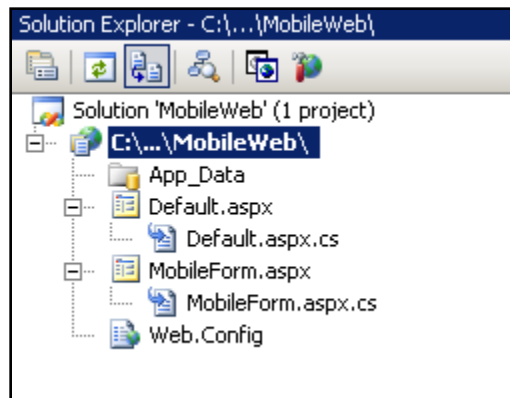 Solution Explorer - C:\...\MobileWeb\
Solution 'MobileWeb' (1 project)
C:\...\MobileWeb\
App_Data
Default.aspx
Default.aspx.cs
MobileForm.aspx
MobileForm.aspx.cs
Web.Config